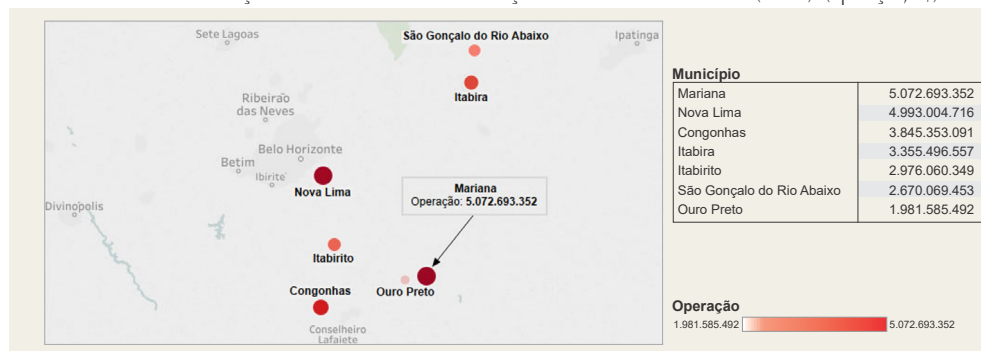 Sete Lagoas
São Gonçalo do Rio Abaixo
Ipatinga
Itabira
Ribeirão
das Neves
Belo Horizonte
Betim
Ibirité
Nova Lima
Mariana
Operação: 5.072.693.352
Divinópolis
Itabirito
Congonhas
Ouro Preto
Conselheiro
Lafaiete
Município
Mariana 5.072.693.352
Nova Lima 4.993.004.716
Congonhas 3.845.353.091
Itabira 3.355.496.557
Itabirito 2.976.060.349
São Gonçalo do Rio Abaixo 2.670.069.453
Ouro Preto 1.981.585.492
Operação
1.981.585.492 5.072.693.352